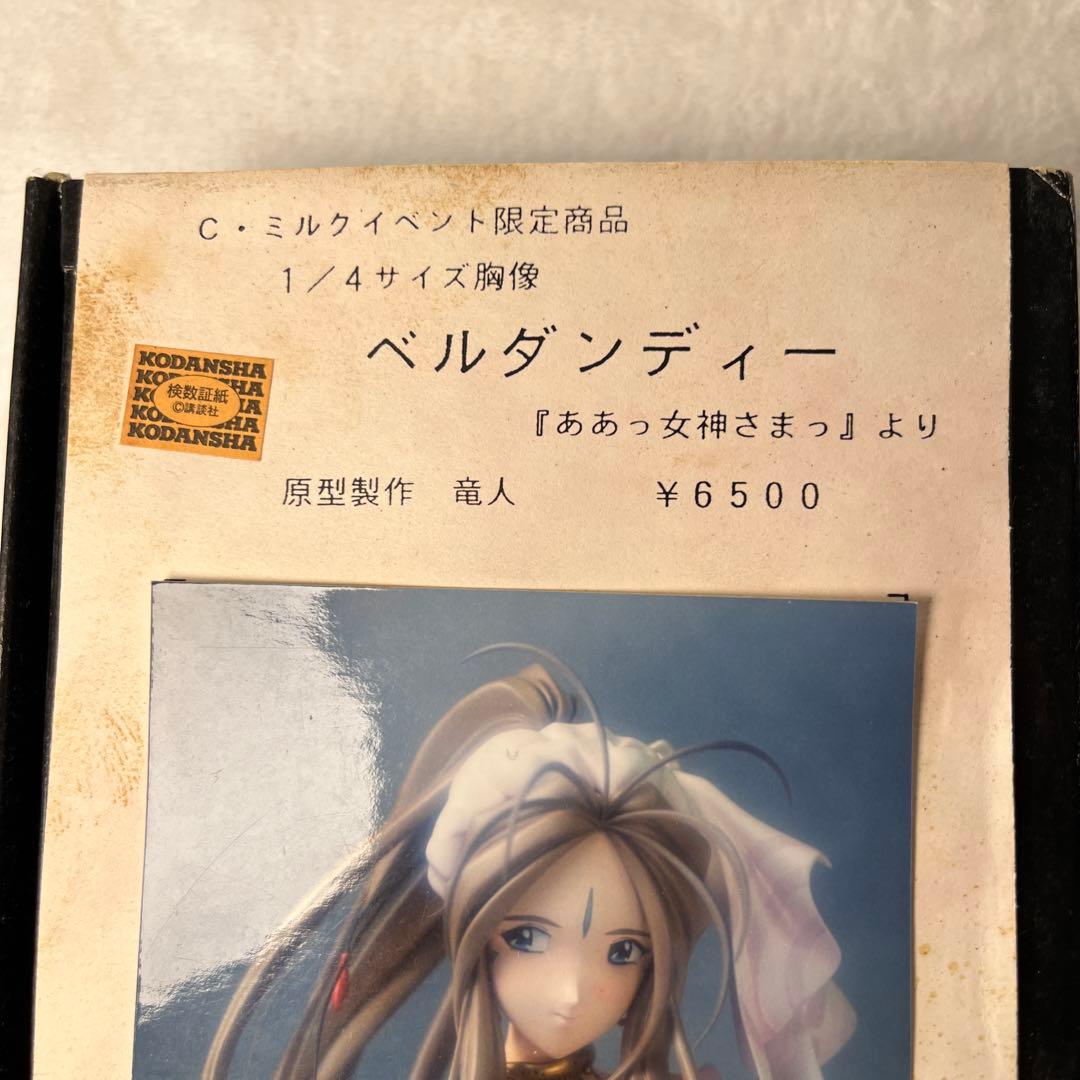 C・ミルクイベント限定商品
1／4サイズ胸像
ベルダンディー
『ああっ女神さまっ』より
原型製作　竜人　　￥6500
KODANSHA
検数証紙
©講談社
KODANSHA